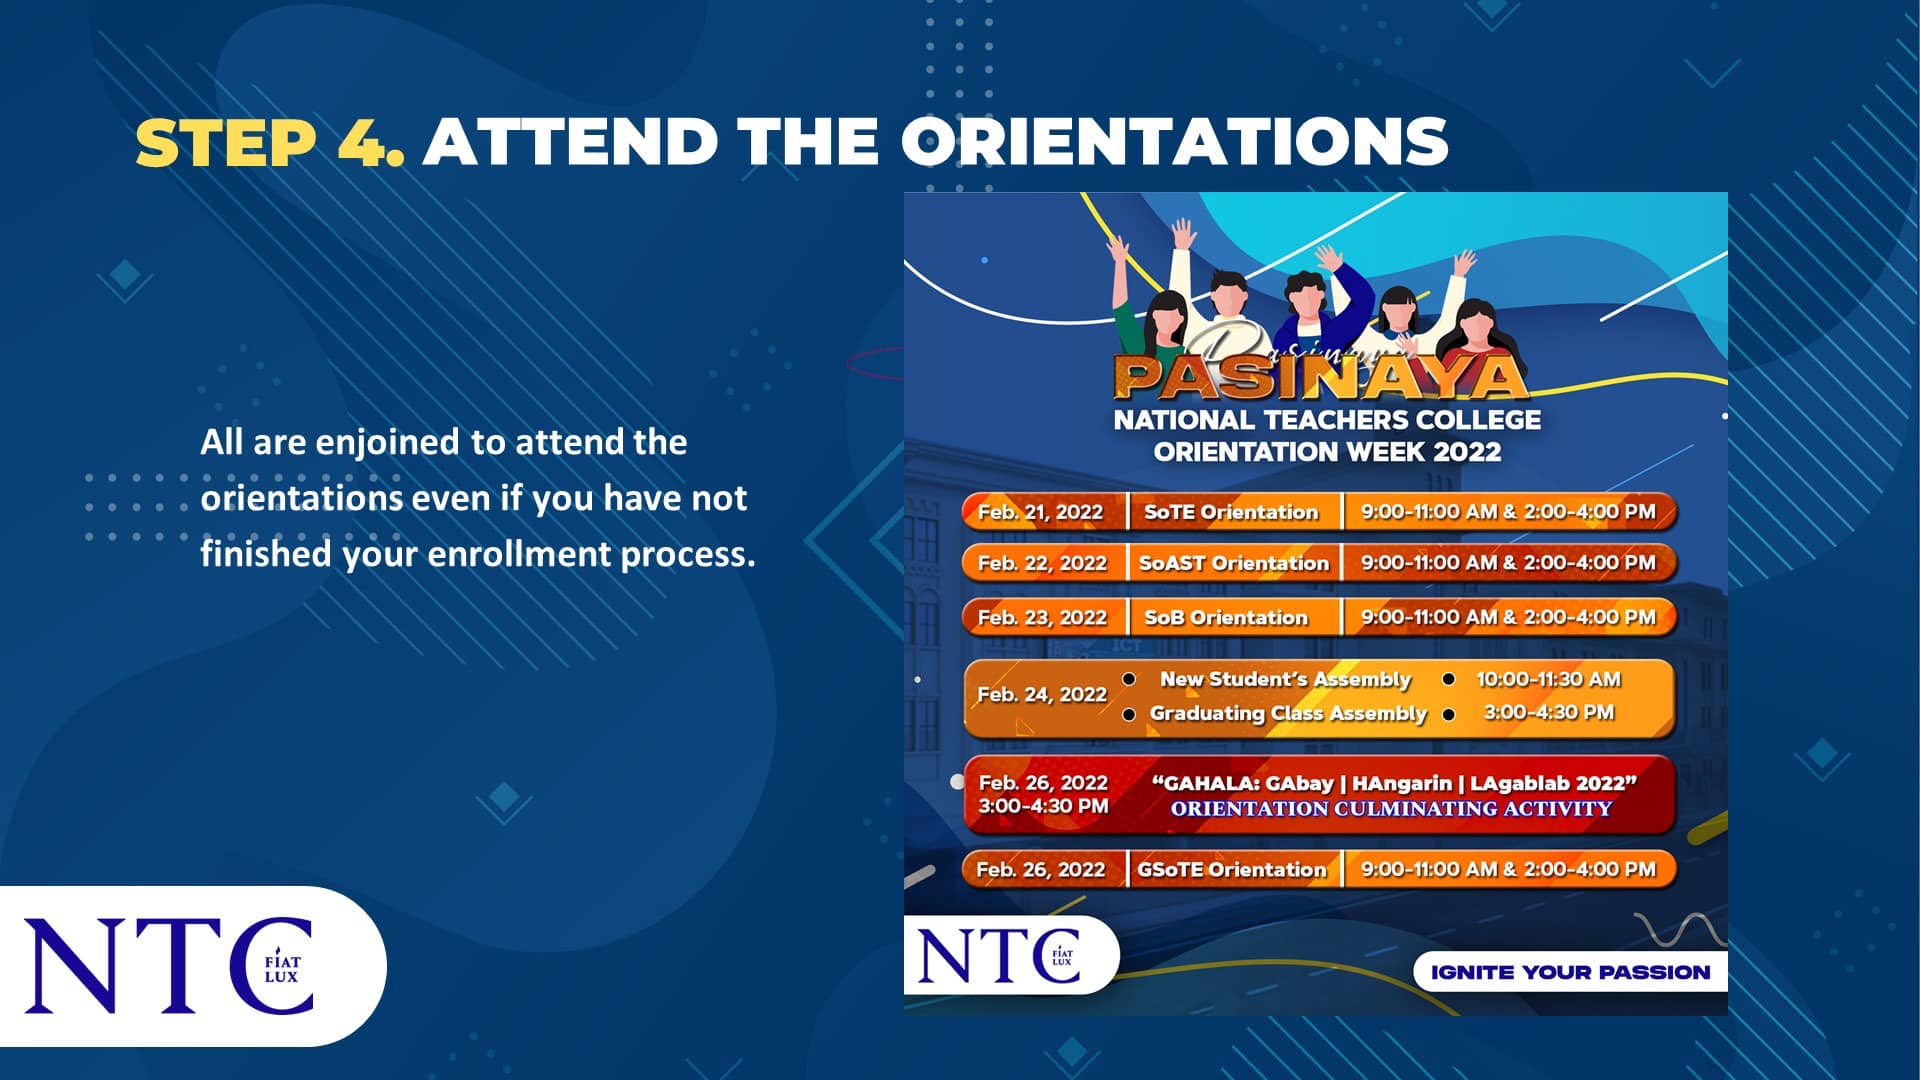 STEP 4. ATTEND THE ORIENTATIONS
All are enjoined to attend the
orientations even if you have not
finished your enrollment process.
Pasinaya
PASINAYA
NATIONAL TEACHERS COLLEGE
ORIENTATION WEEK 2022
Feb. 21, 2022 SoTE Orientation 9:00-11:00 AM & 2:00-4:00 PM
Feb. 22, 2022 SoAST Orientation 9:00-11:00 AM & 2:00-4:00 PM
Feb. 23, 2022 SoB Orientation 9:00-11:00 AM & 2:00-4:00 PM
ICT
Feb. 24, 2022
• New Student's Assembly • 10:00-11:30 AM
• Graduating Class Assembly • 3:00-4:30 PM
Feb. 26, 2022
3:00-4:30 PM
“GAHALA: GAbay | HAngarin | LAgablab 2022”
ORIENTATION CULMINATING ACTIVITY
Feb. 26, 2022 GSoTE Orientation 9:00-11:00 AM & 2:00-4:00 PM
NTC
FIAT
LUX
IGNITE YOUR PASSION
NTC
FIAT
LUX